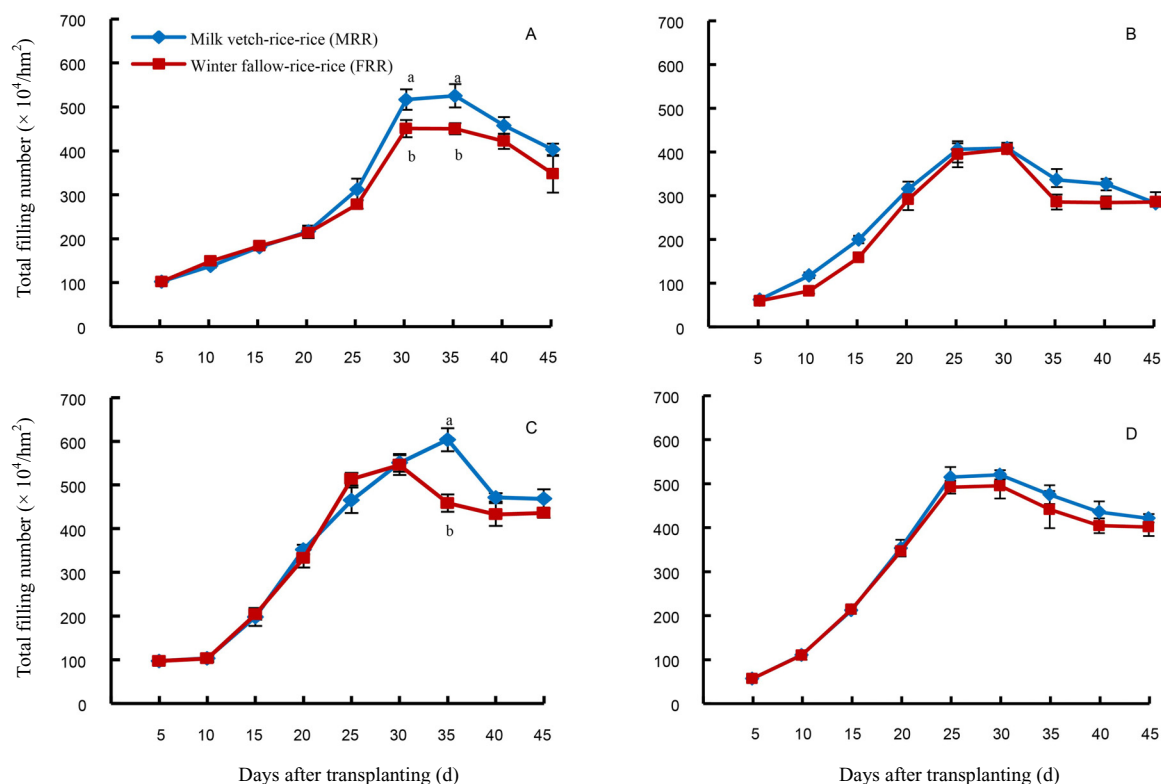 700
600
500
400
300
200
100
0
Total filling number (× 10⁴/hm²)
Milk vetch-rice-rice (MRR)
Winter fallow-rice-rice (FRR)
A
a
a
b
b
5 10 15 20 25 30 35 40 45
700
600
500
400
300
200
100
0
B
5 10 15 20 25 30 35 40 45
700
600
500
400
300
200
100
0
Total filling number (× 10⁴/hm²)
C
a
b
5 10 15 20 25 30 35 40 45
Days after transplanting (d)
700
600
500
400
300
200
100
0
D
5 10 15 20 25 30 35 40 45
Days after transplanting (d)